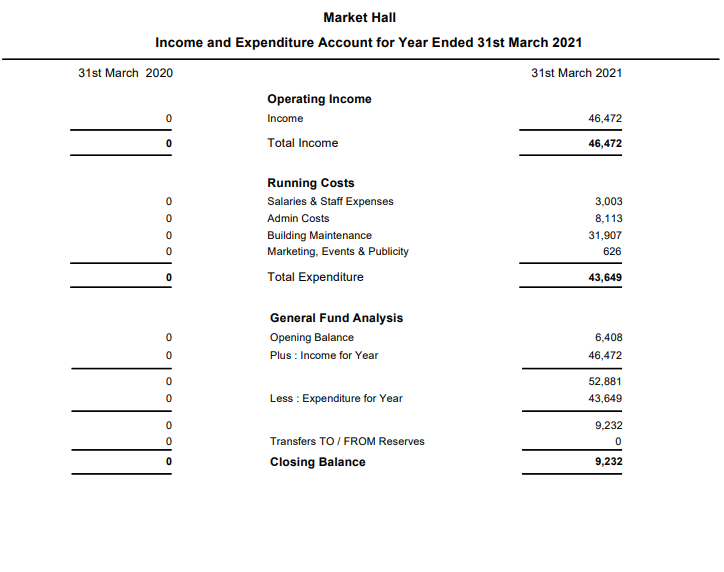 Market Hall
Income and Expenditure Account for Year Ended 31st March 2021
31st March 2020 31st March 2021
Operating Income
0 Income 46,472
0 Total Income 46,472
Running Costs
0 Salaries & Staff Expenses 3,003
0 Admin Costs 8,113
0 Building Maintenance 31,907
0 Marketing, Events & Publicity 626
0 Total Expenditure 43,649
General Fund Analysis
0 Opening Balance 6,408
0 Plus : Income for Year 46,472
0 52,881
0 Less : Expenditure for Year 43,649
0 9,232
0 Transfers TO / FROM Reserves 0
0 Closing Balance 9,232